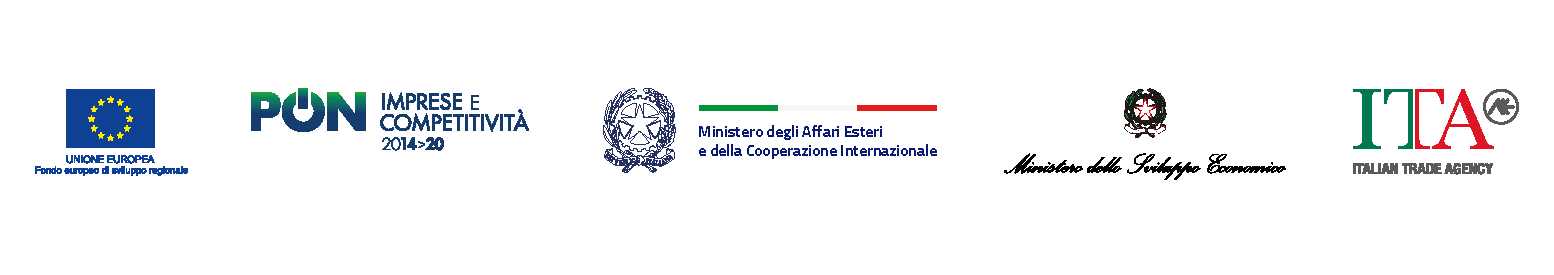 UNIONE EUROPEA
Fondo europeo di sviluppo regionale
PON
IMPRESE E
COMPETITIVITÀ
2014>20
Ministero degli Affari Esteri
e della Cooperazione Internazionale
Ministero dello Sviluppo Economico
ITA
ITALIAN TRADE AGENCY